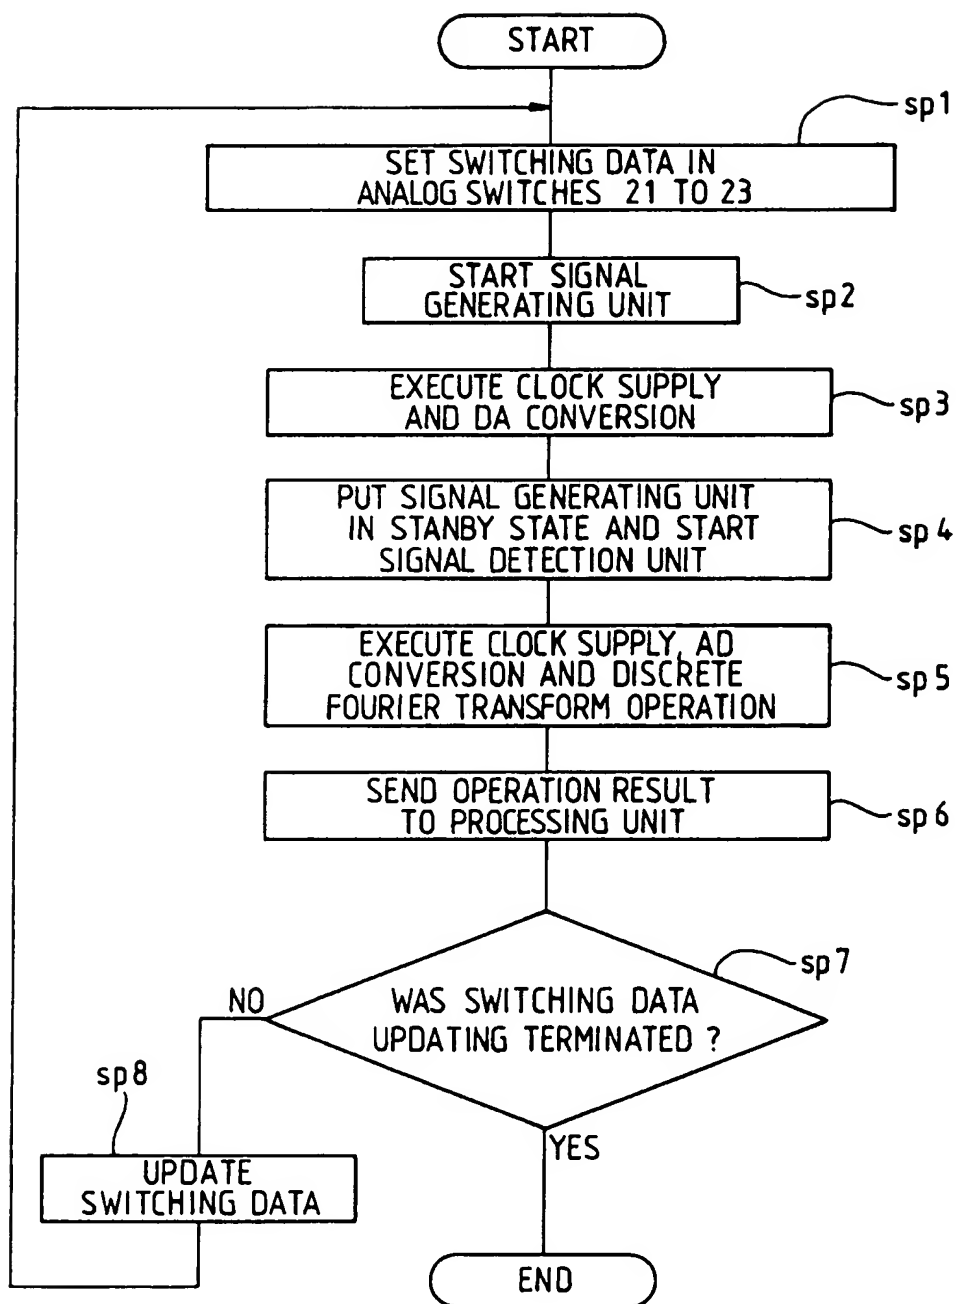 START
sp1
SET SWITCHING DATA IN
ANALOG SWITCHES 21 TO 23
START SIGNAL
GENERATING UNIT
sp2
EXECUTE CLOCK SUPPLY
AND DA CONVERSION
sp3
PUT SIGNAL GENERATING UNIT
IN STANBY STATE AND START
SIGNAL DETECTION UNIT
sp4
EXECUTE CLOCK SUPPLY, AD
CONVERSION AND DISCRETE
FOURIER TRANSFORM OPERATION
sp5
SEND OPERATION RESULT
TO PROCESSING UNIT
sp6
sp7
WAS SWITCHING DATA
UPDATING TERMINATED ?
NO
sp8
YES
UPDATE
SWITCHING DATA
END